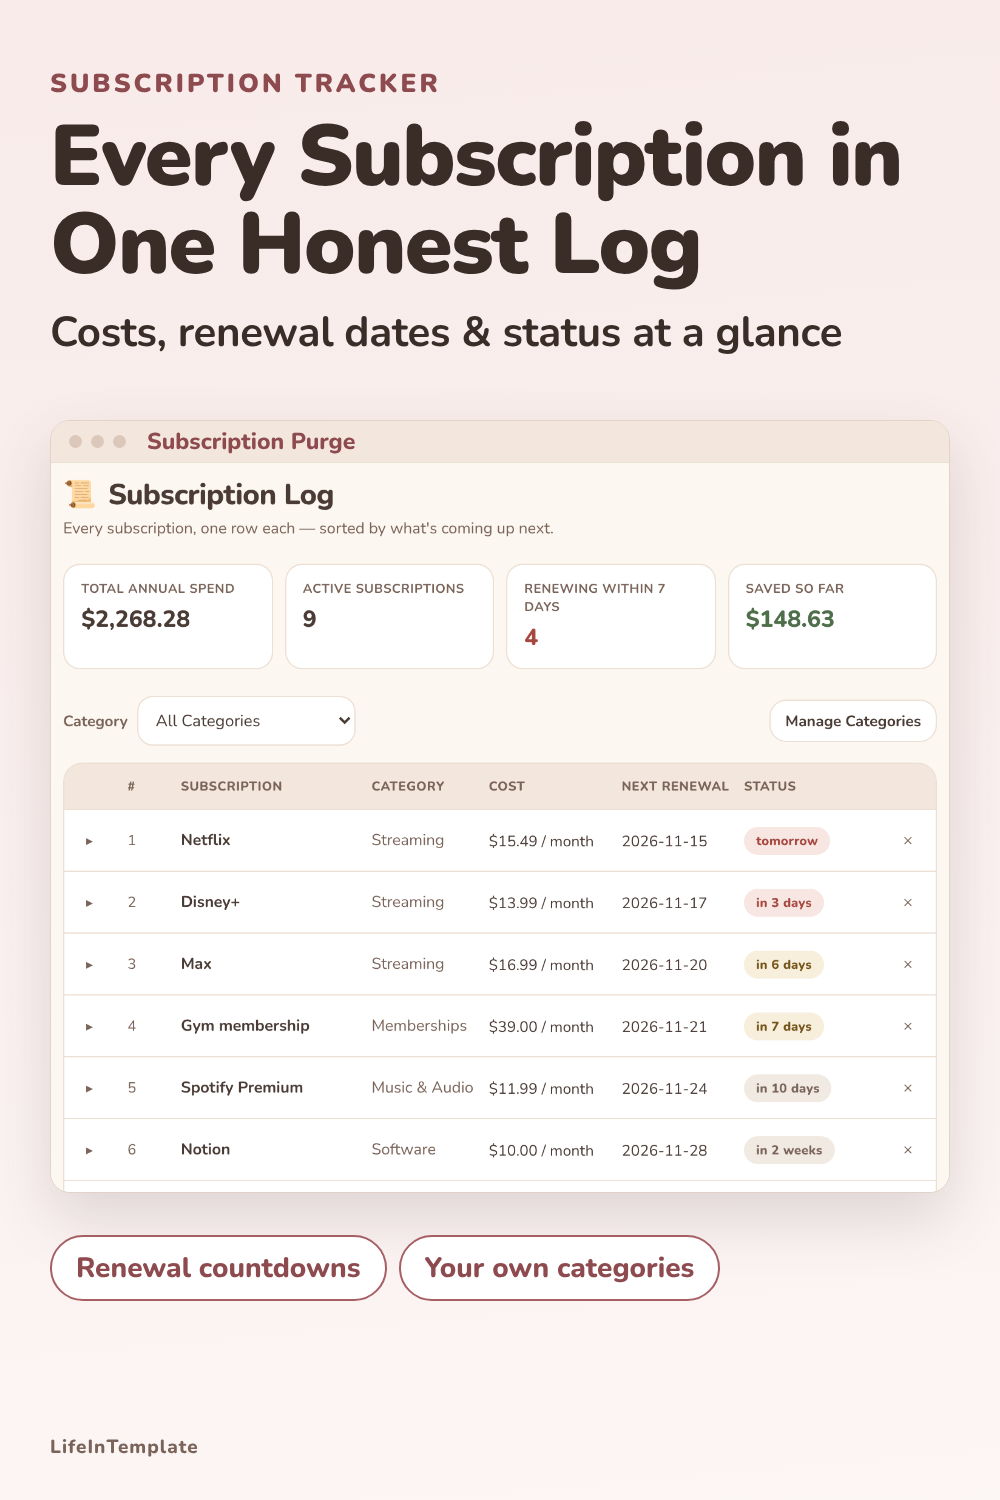 SUBSCRIPTION TRACKER
Every Subscription in
One Honest Log
Costs, renewal dates & status at a glance
Subscription Purge
📜 Subscription Log
Every subscription, one row each — sorted by what's coming up next.
TOTAL ANNUAL SPEND
$2,268.28
ACTIVE SUBSCRIPTIONS
9
RENEWING WITHIN 7
DAYS
4
SAVED SO FAR
$148.63
Category All Categories Manage Categories
# SUBSCRIPTION CATEGORY COST NEXT RENEWAL STATUS
▸ 1 Netflix Streaming $15.49 / month 2026-11-15 tomorrow ×
▸ 2 Disney+ Streaming $13.99 / month 2026-11-17 in 3 days ×
▸ 3 Max Streaming $16.99 / month 2026-11-20 in 6 days ×
▸ 4 Gym membership Memberships $39.00 / month 2026-11-21 in 7 days ×
▸ 5 Spotify Premium Music & Audio $11.99 / month 2026-11-24 in 10 days ×
▸ 6 Notion Software $10.00 / month 2026-11-28 in 2 weeks ×
Renewal countdowns
Your own categories
LifeInTemplate